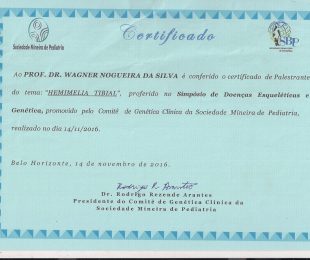 Sociedade Mineira de Pediatria
Certificado
SBP
Ao PROF. DR. WAGNER NOGUEIRA DA SILVA é conferido o certificado de Palestrante
do tema: "HEMIMELIA TIBIAL", proferido no Simpósio de Doenças Esqueléticas e
Genética, promovido pelo Comitê de Genética Clínica da Sociedade Mineira de Pediatria,
realizado no dia 14/11/2016.
Belo Horizonte, 14 de novembro de 2016.
Dr. Rodrigo Rezende Arantes
Presidente do Comitê de Genética Clínica da
Sociedade Mineira de Pediatria